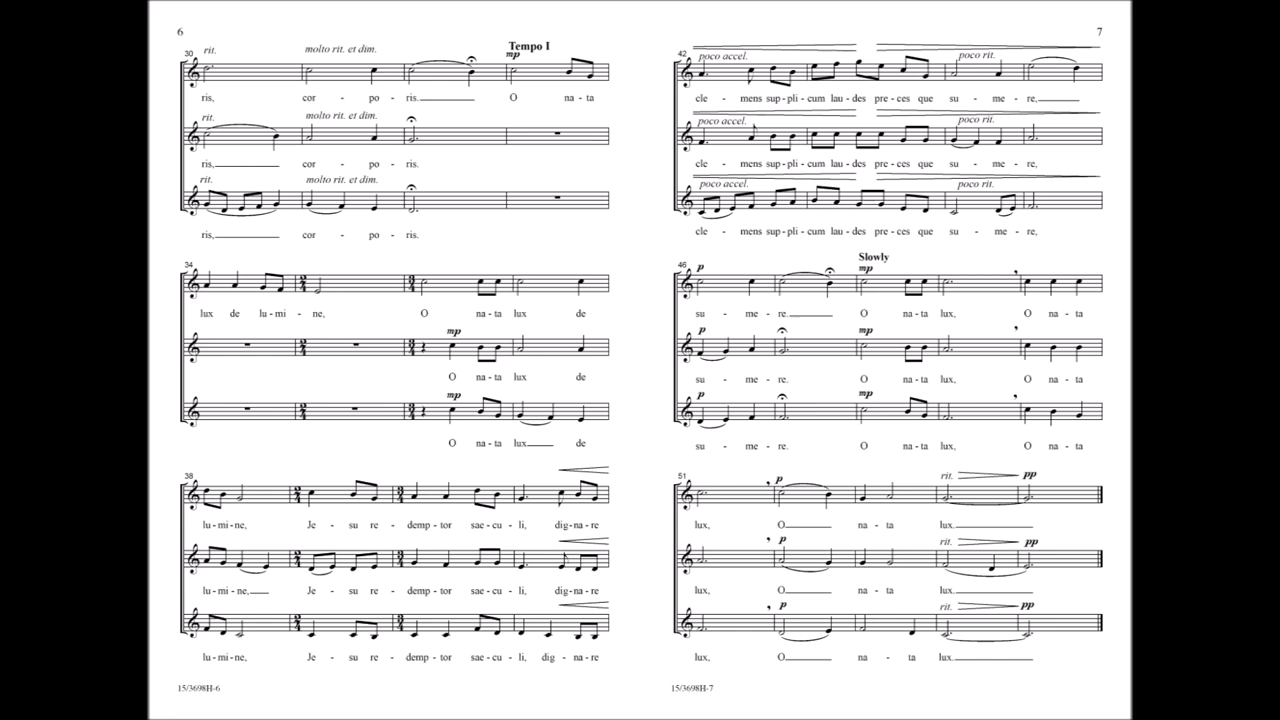 6
30 rit. molto rit. et dim. Tempo I
mp
ris, cor - po - ris. O na - ta
rit. molto rit. et dim.
ris, cor - po - ris.
rit. molto rit. et dim.
ris, cor - po - ris.
34
lux de lu - mi - ne, O na - ta lux de
mp
O na - ta lux de
mp
O na - ta lux de
38
lu - mi - ne, Je - su re - demp - tor sae - cu - li, dig - na - re
lu - mi - ne, Je - su re - demp - tor sae - cu - li, dig - na - re
lu - mi - ne, Je - su re - demp - tor sae - cu - li, dig - na - re
15/3698H-6
7
42 poco accel. poco rit.
cle - mens sup - pli - cum lau - des pre - ces que su - me - re,
poco accel. poco rit.
cle - mens sup - pli - cum lau - des pre - ces que su - me - re,
poco accel. poco rit.
cle - mens sup - pli - cum lau - des pre - ces que su - me - re,
Slowly
46 p mp
su - me - re. O na - ta lux, O na - ta
p mp
su - me - re. O na - ta lux, O na - ta
p mp
su - me - re. O na - ta lux, O na - ta
51 p rit. pp
lux, O na - ta lux.
p rit. pp
lux, O na - ta lux.
p rit. pp
lux, O na - ta lux.
15/3698H-7